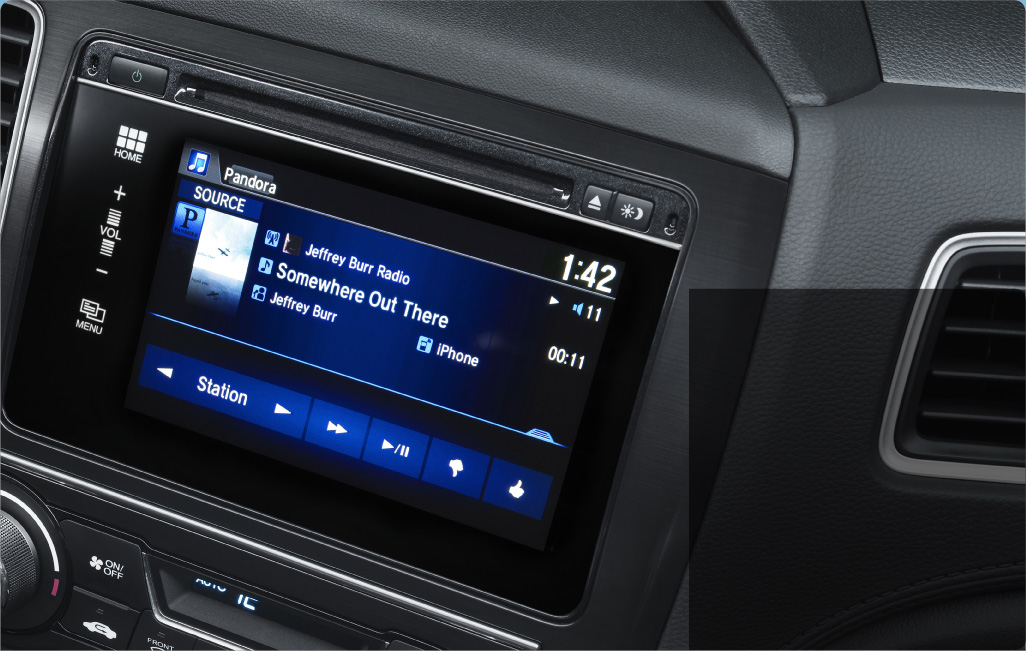 HOME
VOL
MENU
Pandora
SOURCE
P
1:42
Jeffrey Burr Radio
11
Somewhere Out There
Jeffrey Burr
iPhone
00:11
Station
ON/
OFF
AUTO
FRONT